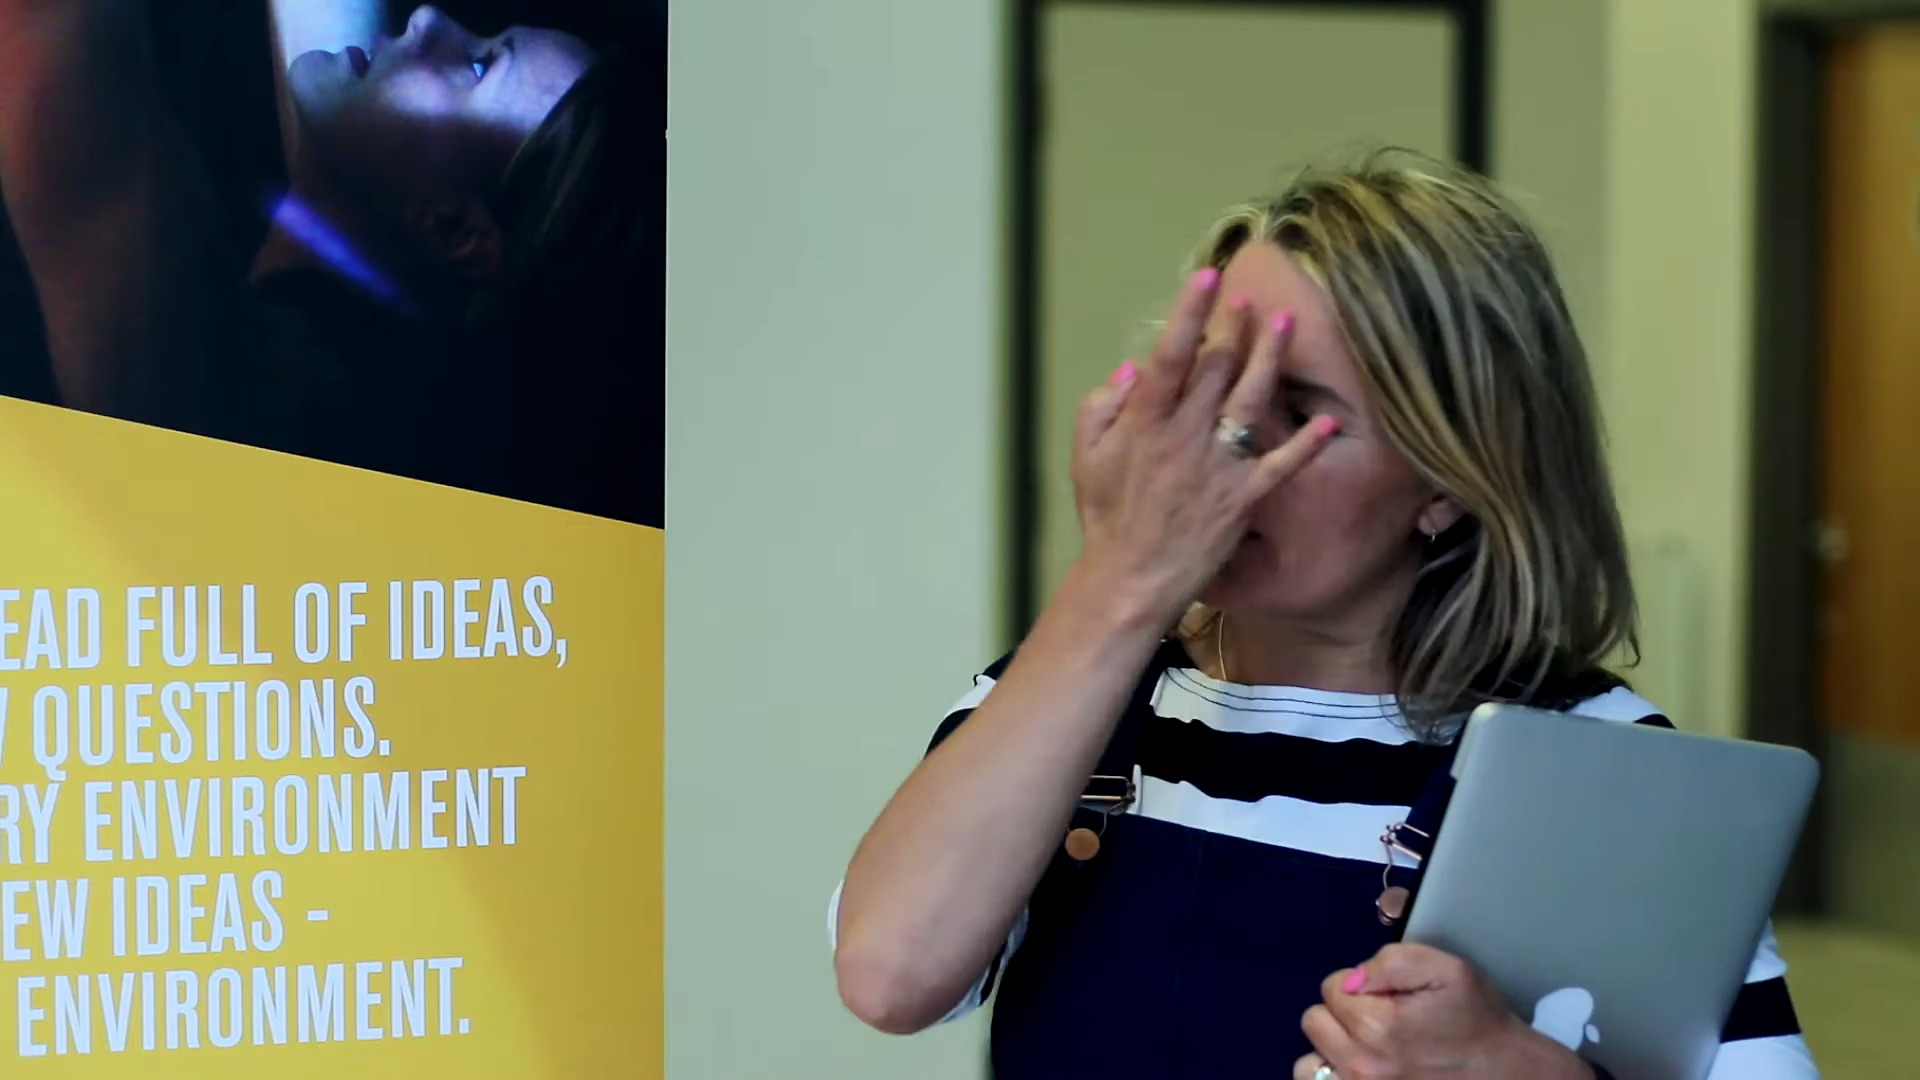 EAD FULL OF IDEAS,
QUESTIONS.
RY ENVIRONMENT
EW IDEAS -
ENVIRONMENT.